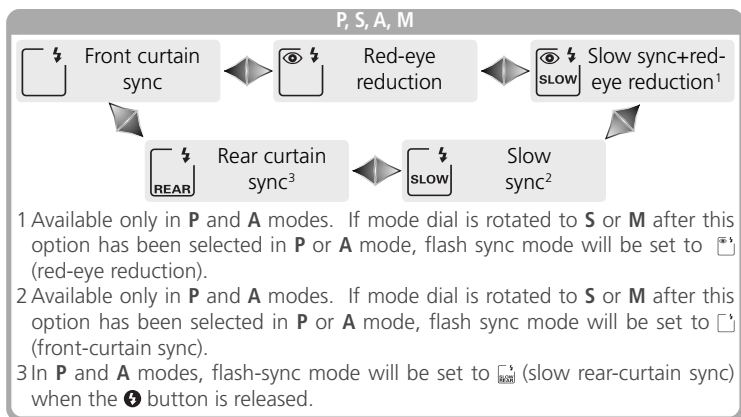 P, S, A, M
Front curtain sync
Red-eye reduction
SLOW
Slow sync+red-eye reduction1
REAR
Rear curtain sync3
SLOW
Slow sync2
1 Available only in P and A modes. If mode dial is rotated to S or M after this
option has been selected in P or A mode, flash sync mode will be set to
(red-eye reduction).
2 Available only in P and A modes. If mode dial is rotated to S or M after this
option has been selected in P or A mode, flash sync mode will be set to
(front-curtain sync).
3 In P and A modes, flash-sync mode will be set to SLOW REAR (slow rear-curtain sync)
when the button is released.